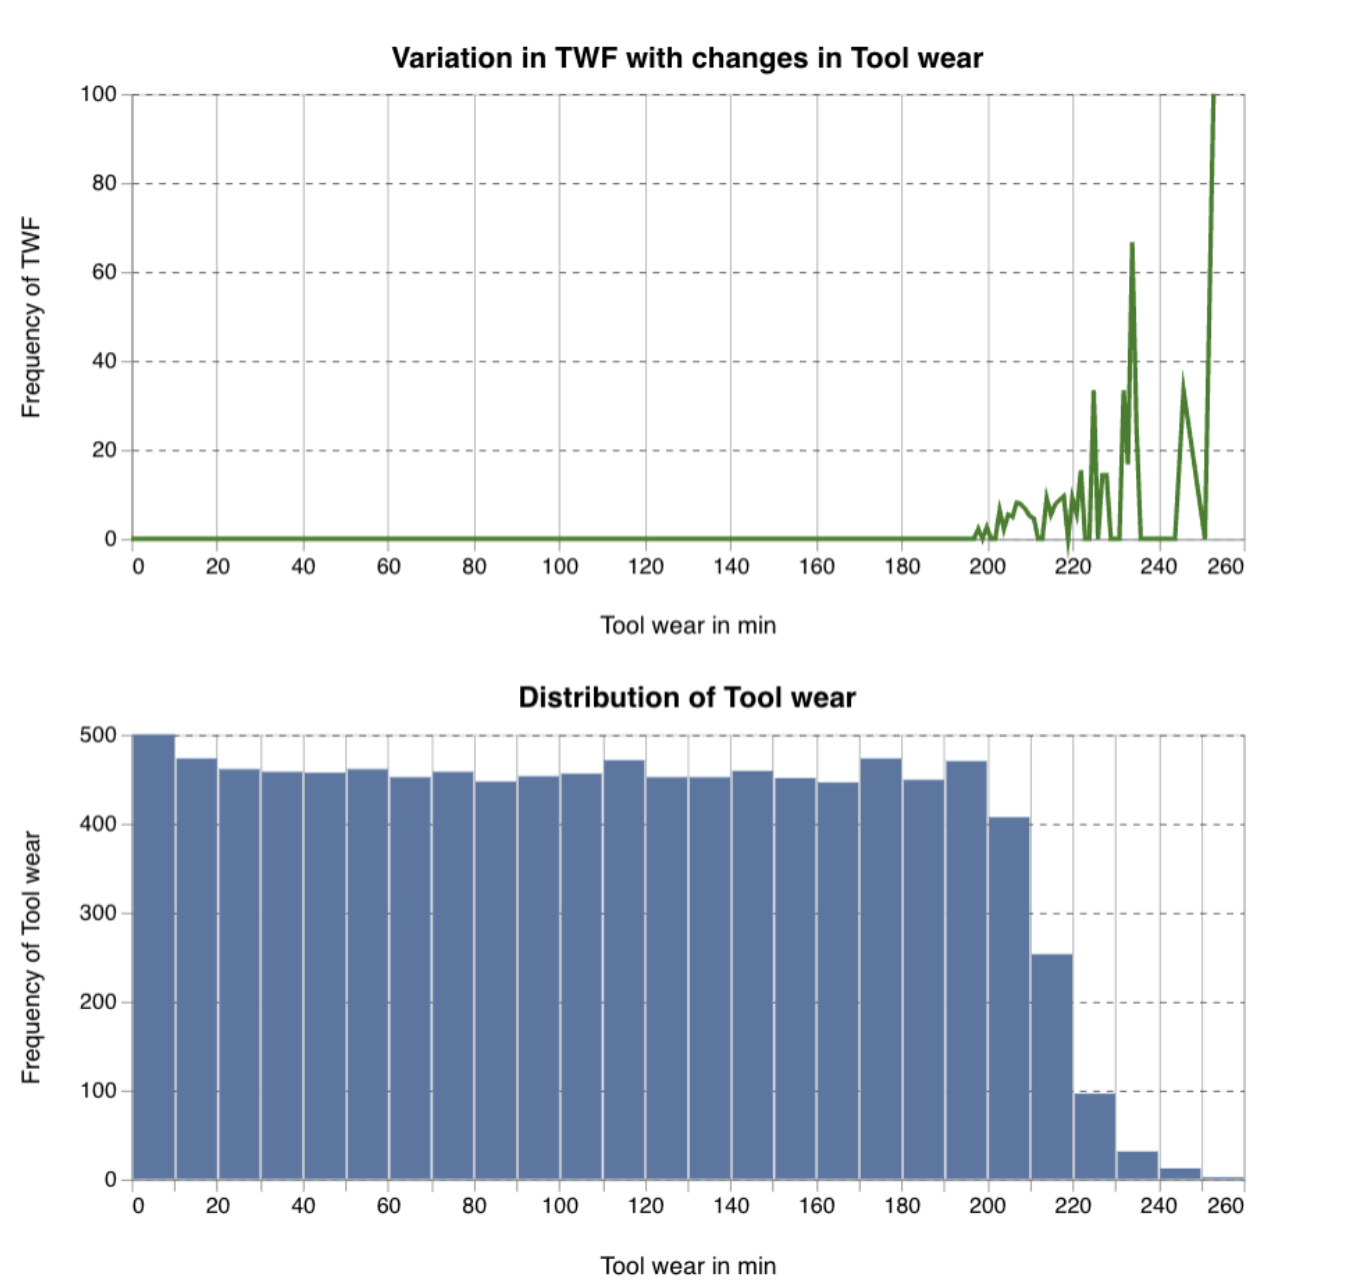 Variation in TWF with changes in Tool wear
100
80
60
40
20
0
Frequency of TWF
0 20 40 60 80 100 120 140 160 180 200 220 240 260
Tool wear in min
Distribution of Tool wear
500
400
300
200
100
0
Frequency of Tool wear
0 20 40 60 80 100 120 140 160 180 200 220 240 260
Tool wear in min